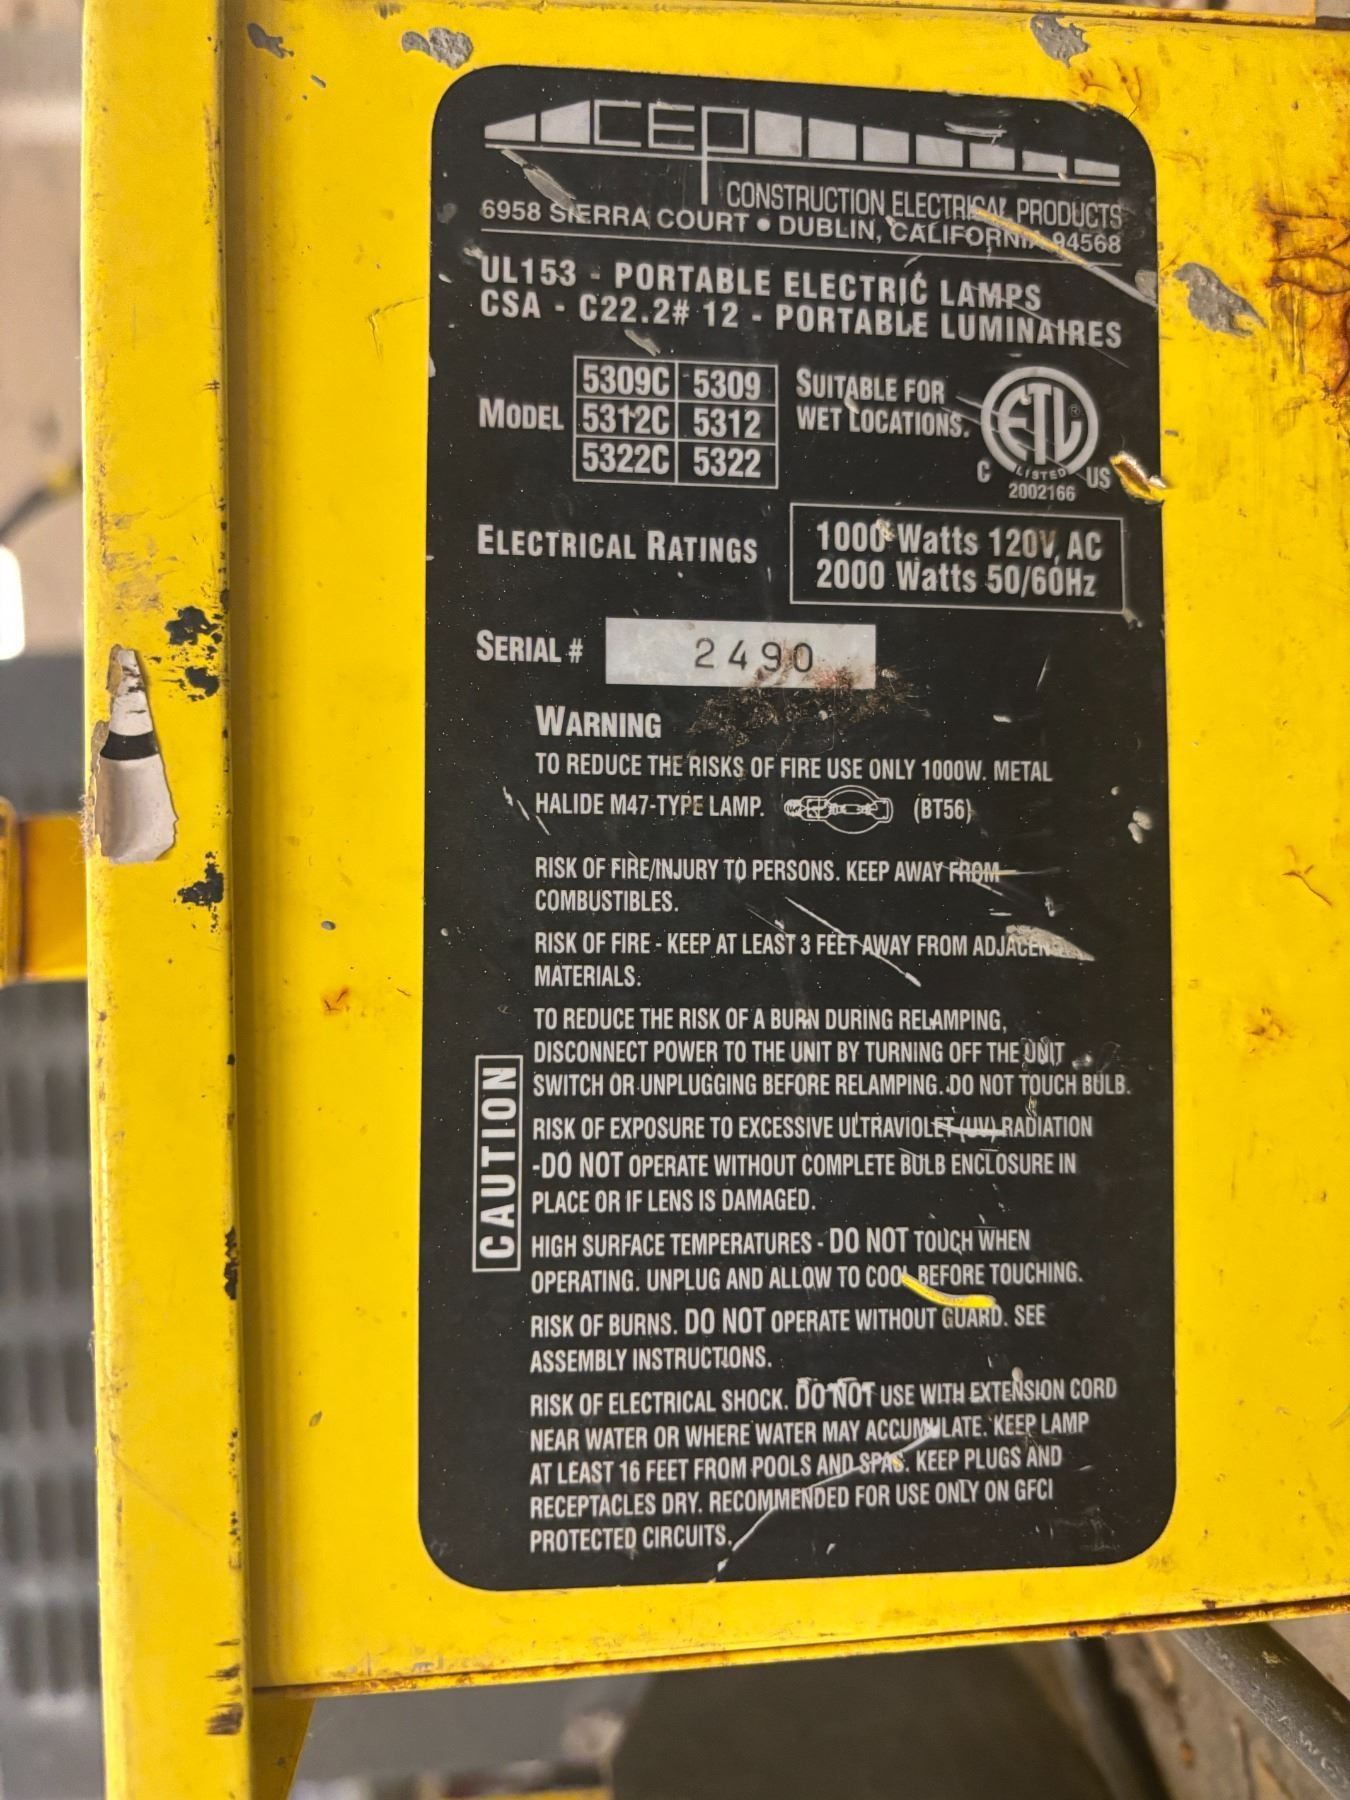 CEP
CONSTRUCTION ELECTRICAL PRODUCTS
6958 SIERRA COURT • DUBLIN, CALIFORNIA 94568
UL153 - PORTABLE ELECTRIC LAMPS
CSA - C22.2# 12 - PORTABLE LUMINAIRES
MODEL
5309C 5309
5312C 5312
5322C 5322
SUITABLE FOR
WET LOCATIONS.
ETL ®
LISTED
C US
2002166
ELECTRICAL RATINGS
1000 Watts 120V, AC
2000 Watts 50/60Hz
SERIAL # 2490
WARNING
TO REDUCE THE RISKS OF FIRE USE ONLY 1000W. METAL
HALIDE M47-TYPE LAMP. (BT56)
RISK OF FIRE/INJURY TO PERSONS. KEEP AWAY FROM
COMBUSTIBLES.
RISK OF FIRE - KEEP AT LEAST 3 FEET AWAY FROM ADJACENT
MATERIALS.
CAUTION
TO REDUCE THE RISK OF A BURN DURING RELAMPING,
DISCONNECT POWER TO THE UNIT BY TURNING OFF THE UNIT
SWITCH OR UNPLUGGING BEFORE RELAMPING. DO NOT TOUCH BULB.
RISK OF EXPOSURE TO EXCESSIVE ULTRAVIOLET (UV) RADIATION
-DO NOT OPERATE WITHOUT COMPLETE BULB ENCLOSURE IN
PLACE OR IF LENS IS DAMAGED.
HIGH SURFACE TEMPERATURES - DO NOT TOUCH WHEN
OPERATING. UNPLUG AND ALLOW TO COOL BEFORE TOUCHING.
RISK OF BURNS. DO NOT OPERATE WITHOUT GUARD. SEE
ASSEMBLY INSTRUCTIONS.
RISK OF ELECTRICAL SHOCK. DO NOT USE WITH EXTENSION CORD
NEAR WATER OR WHERE WATER MAY ACCUMULATE. KEEP LAMP
AT LEAST 16 FEET FROM POOLS AND SPAS. KEEP PLUGS AND
RECEPTACLES DRY. RECOMMENDED FOR USE ONLY ON GFCI
PROTECTED CIRCUITS.